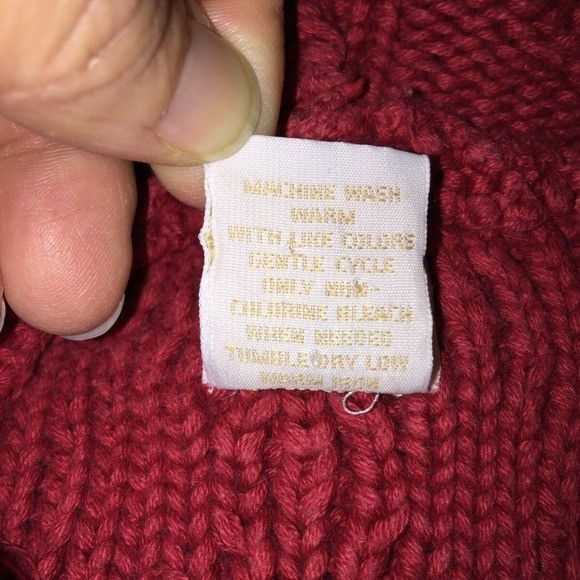 MACHINE WASH
WARM
WITH LIKE COLORS
GENTLE CYCLE
ONLY NON-
CHLORINE BLEACH
WHEN NEEDED
TUMBLE DRY LOW
WARM IRON